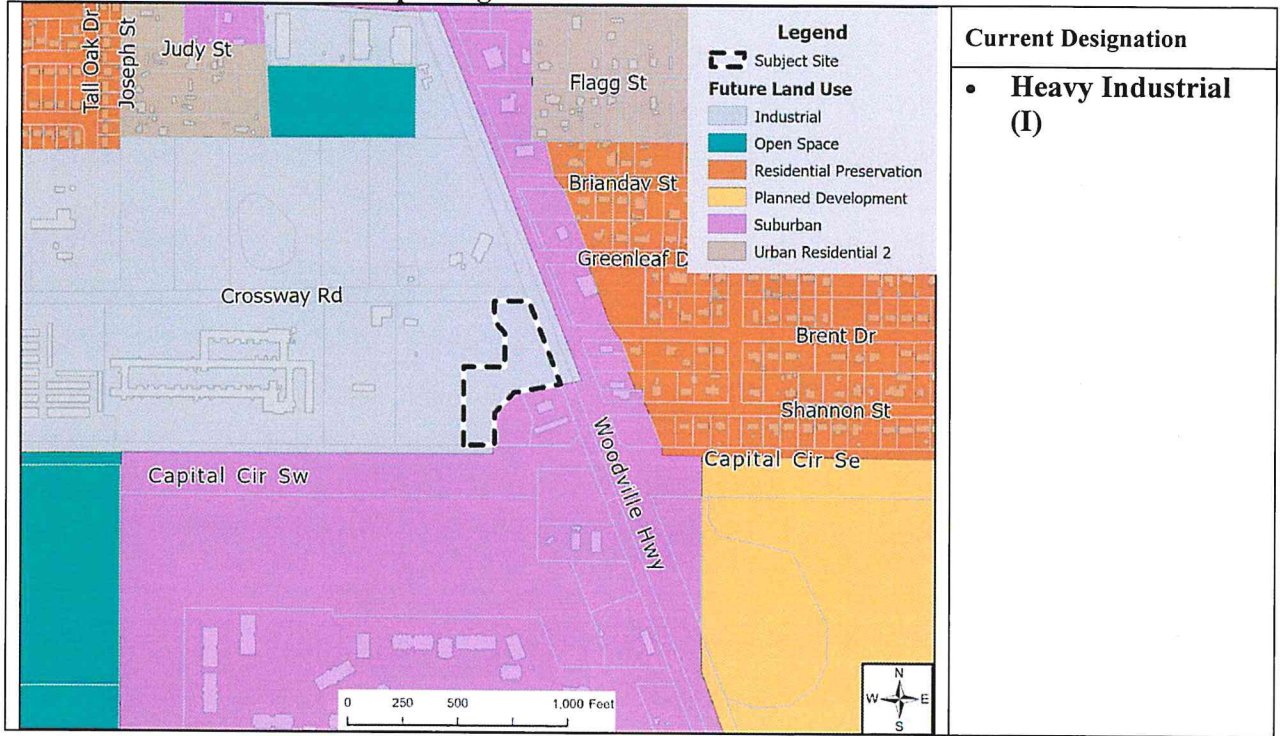 Tall Oak Dr
Joseph St
Judy St
Flagg St
Legend
Subject Site
Future Land Use
Industrial
Open Space
Residential Preservation
Planned Development
Suburban
Urban Residential 2
Brianday St
Greenleaf D
Crossway Rd
Brent Dr
Shannon St
Woodville Hwy
Capital Cir Sw
Capital Cir Se
0 250 500 1,000 Feet
N
W E
S
Current Designation
• Heavy Industrial
(I)